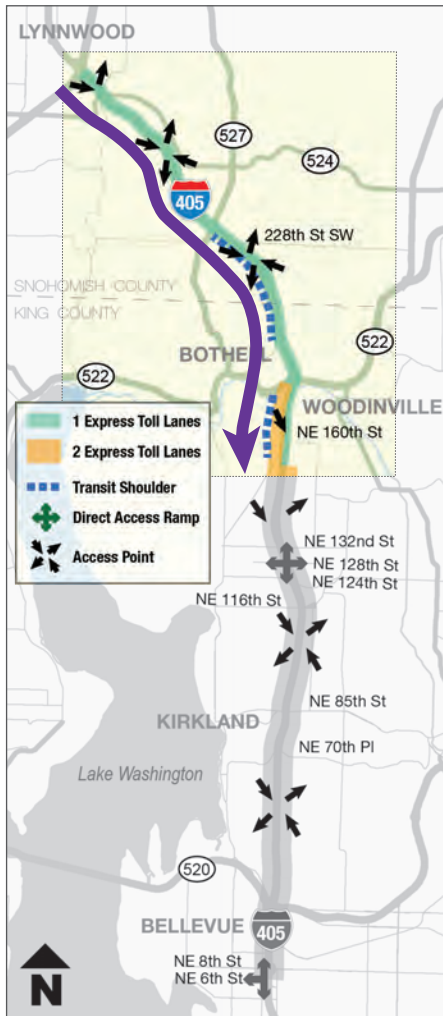 LYNNWOOD
527
524
405
228th St SW
SNOHOMISH COUNTY
KING COUNTY
BOTHELL
522
522
WOODINVILLE
1 Express Toll Lanes
2 Express Toll Lanes
Transit Shoulder
Direct Access Ramp
Access Point
NE 160th St
NE 132nd St
NE 128th St
NE 124th St
NE 116th St
NE 85th St
KIRKLAND
NE 70th Pl
Lake Washington
520
BELLEVUE
405
NE 8th St
NE 6th St
N